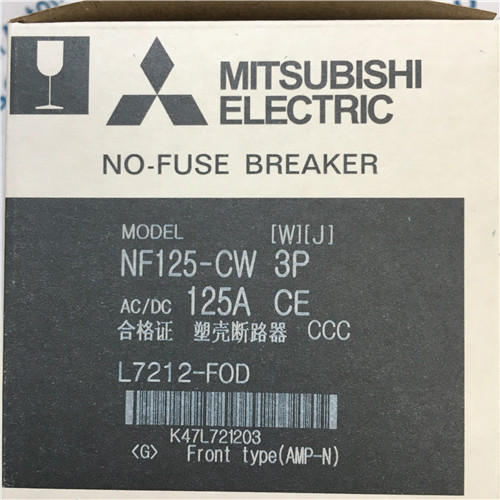 MITSUBISHI
ELECTRIC
NO-FUSE BREAKER
MODEL [W][J]
NF125-CW 3P
AC/DC 125A CE
合格证 塑壳断路器 CCC
L7212-FOD
K47L721203
<G> Front type(AMP-N)